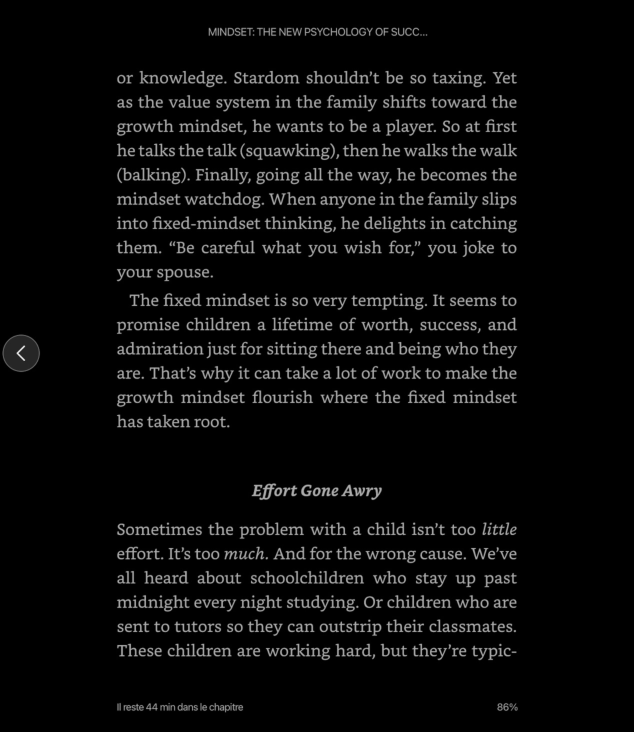 MINDSET: THE NEW PSYCHOLOGY OF SUCC...
or knowledge. Stardom shouldn’t be so taxing. Yet
as the value system in the family shifts toward the
growth mindset, he wants to be a player. So at first
he talks the talk (squawking), then he walks the walk
(balking). Finally, going all the way, he becomes the
mindset watchdog. When anyone in the family slips
into fixed-mindset thinking, he delights in catching
them. “Be careful what you wish for,” you joke to
your spouse.
The fixed mindset is so very tempting. It seems to
promise children a lifetime of worth, success, and
admiration just for sitting there and being who they
are. That’s why it can take a lot of work to make the
growth mindset flourish where the fixed mindset
has taken root.
Effort Gone Awry
Sometimes the problem with a child isn’t too little
effort. It’s too much. And for the wrong cause. We’ve
all heard about schoolchildren who stay up past
midnight every night studying. Or children who are
sent to tutors so they can outstrip their classmates.
These children are working hard, but they’re typic-
Il reste 44 min dans le chapitre
86%